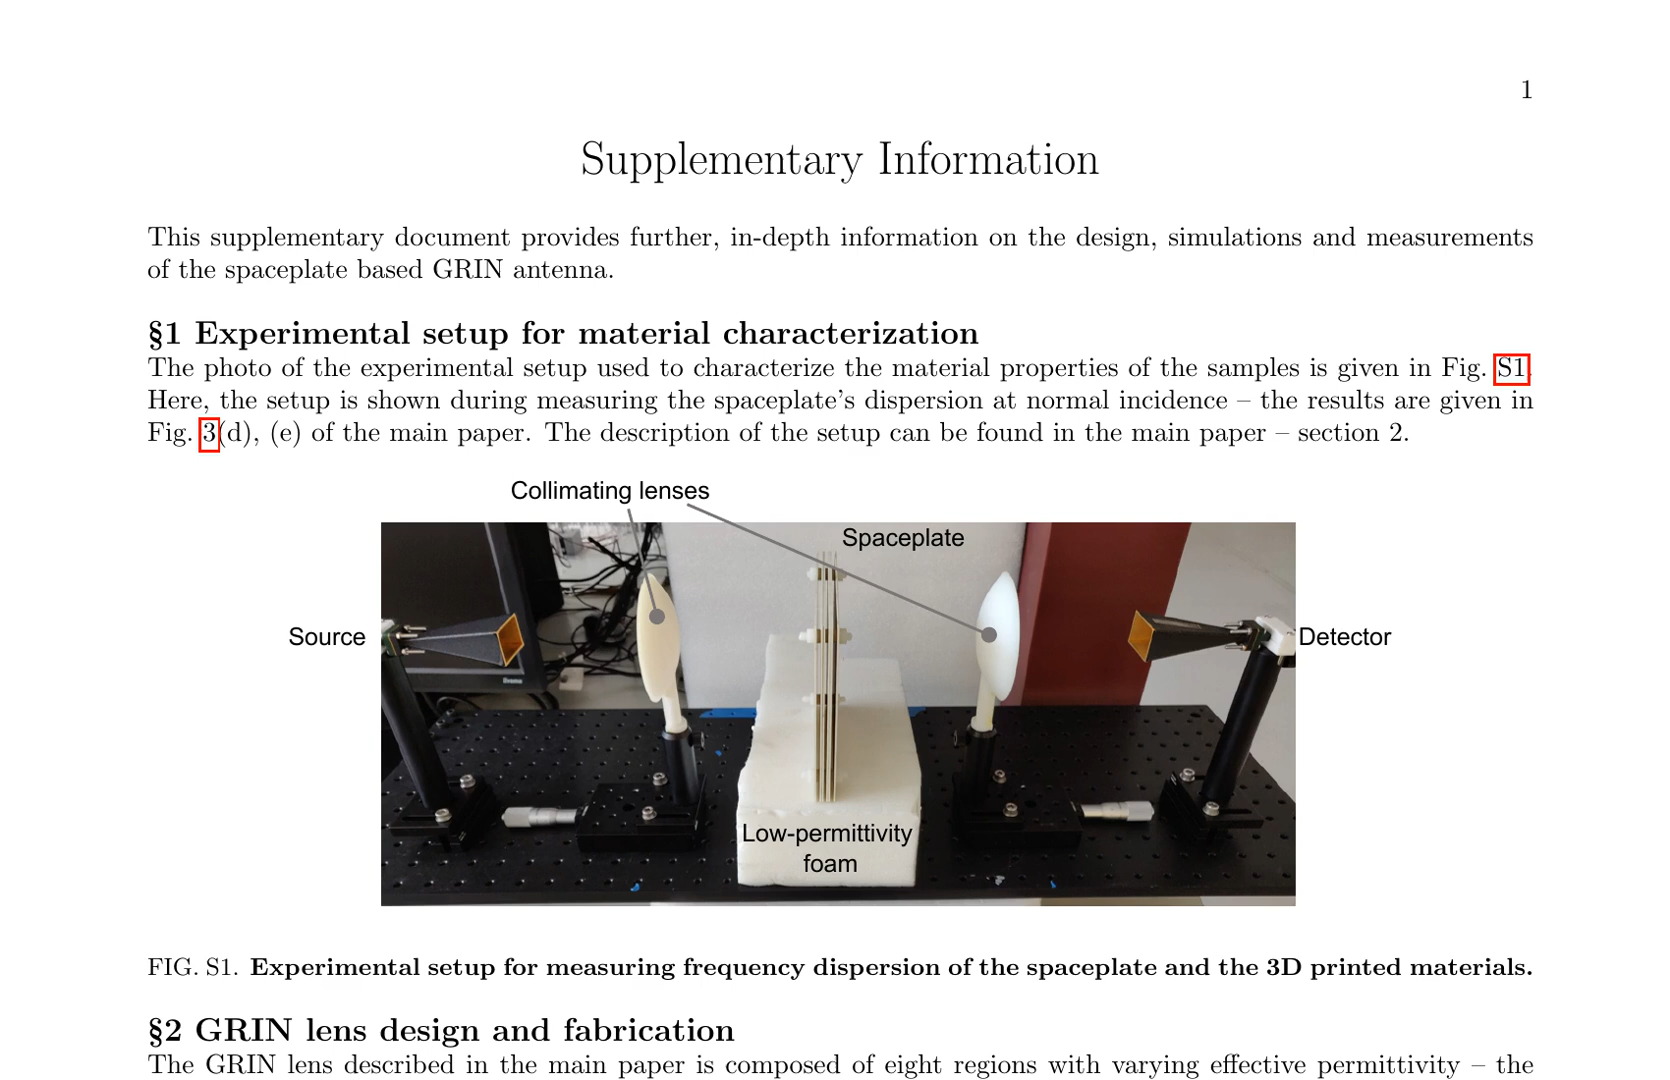 1
Supplementary Information
This supplementary document provides further, in-depth information on the design, simulations and measurements
of the spaceplate based GRIN antenna.
§1 Experimental setup for material characterization
The photo of the experimental setup used to characterize the material properties of the samples is given in Fig. S1.
Here, the setup is shown during measuring the spaceplate's dispersion at normal incidence – the results are given in
Fig. 3(d), (e) of the main paper. The description of the setup can be found in the main paper – section 2.
Collimating lenses
Spaceplate
Source
Detector
Low-permittivity
foam
FIG. S1. Experimental setup for measuring frequency dispersion of the spaceplate and the 3D printed materials.
§2 GRIN lens design and fabrication
The GRIN lens described in the main paper is composed of eight regions with varying effective permittivity – the